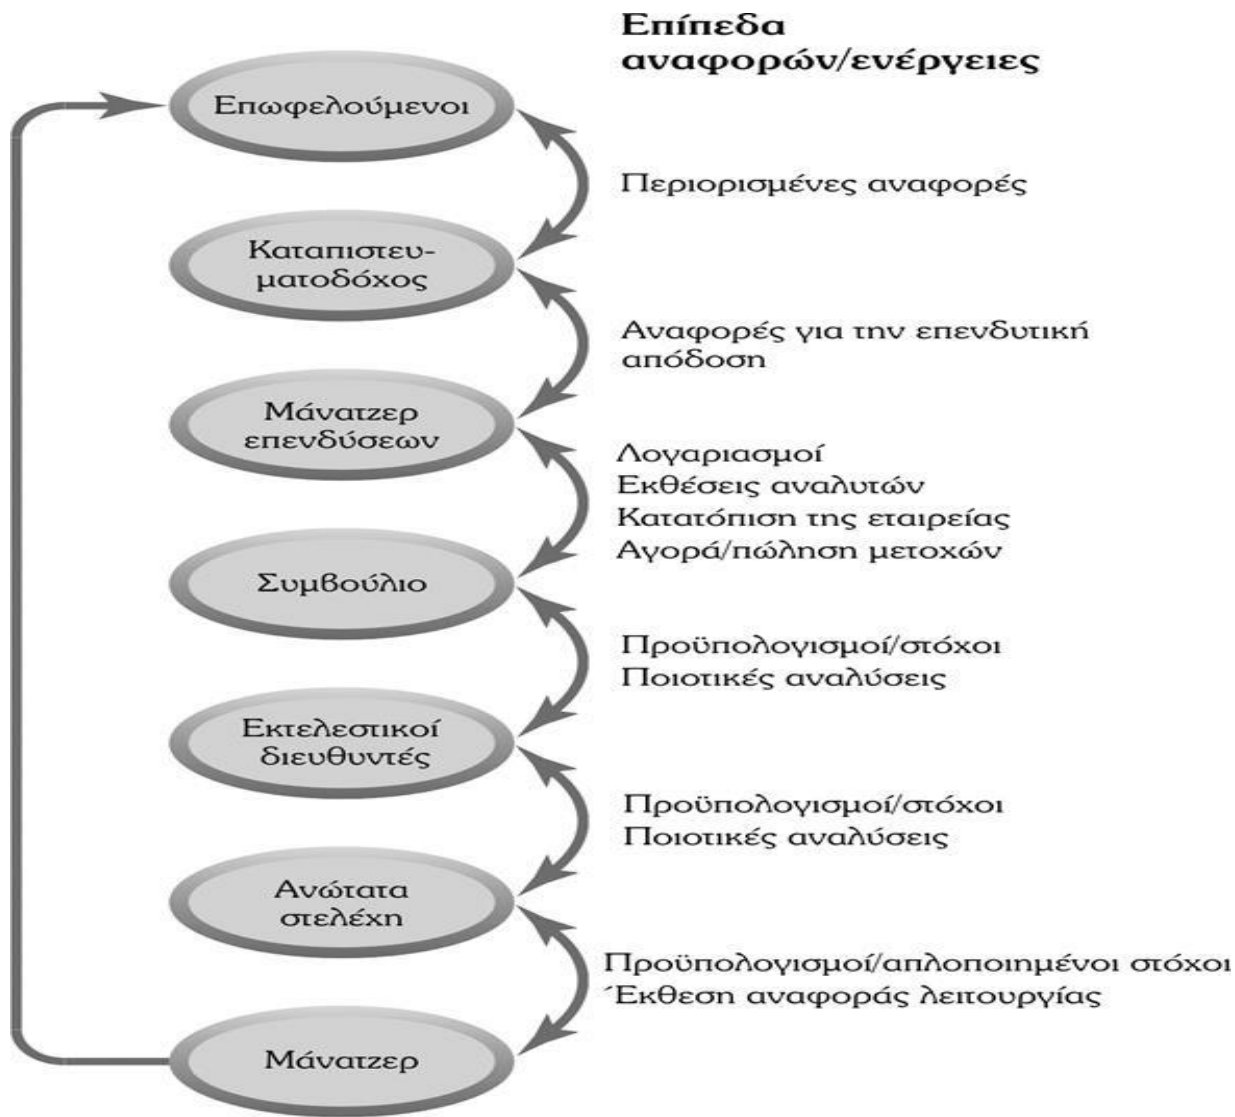 Επίπεδα
αναφορών/ενέργειες
Επωφελούμενοι
Περιορισμένες αναφορές
Καταπιστευ-
ματοδόχος
Αναφορές για την επενδυτική
απόδοση
Μάνατζερ
επενδύσεων
Λογαριασμοί
Εκθέσεις αναλυτών
Κατατόπιση της εταιρείας
Αγορά/πώληση μετοχών
Συμβούλιο
Προϋπολογισμοί/στόχοι
Ποιοτικές αναλύσεις
Εκτελεστικοί
διευθυντές
Προϋπολογισμοί/στόχοι
Ποιοτικές αναλύσεις
Ανώτατα
στελέχη
Προϋπολογισμοί/απλοποιημένοι στόχοι
Έκθεση αναφοράς λειτουργίας
Μάνατζερ